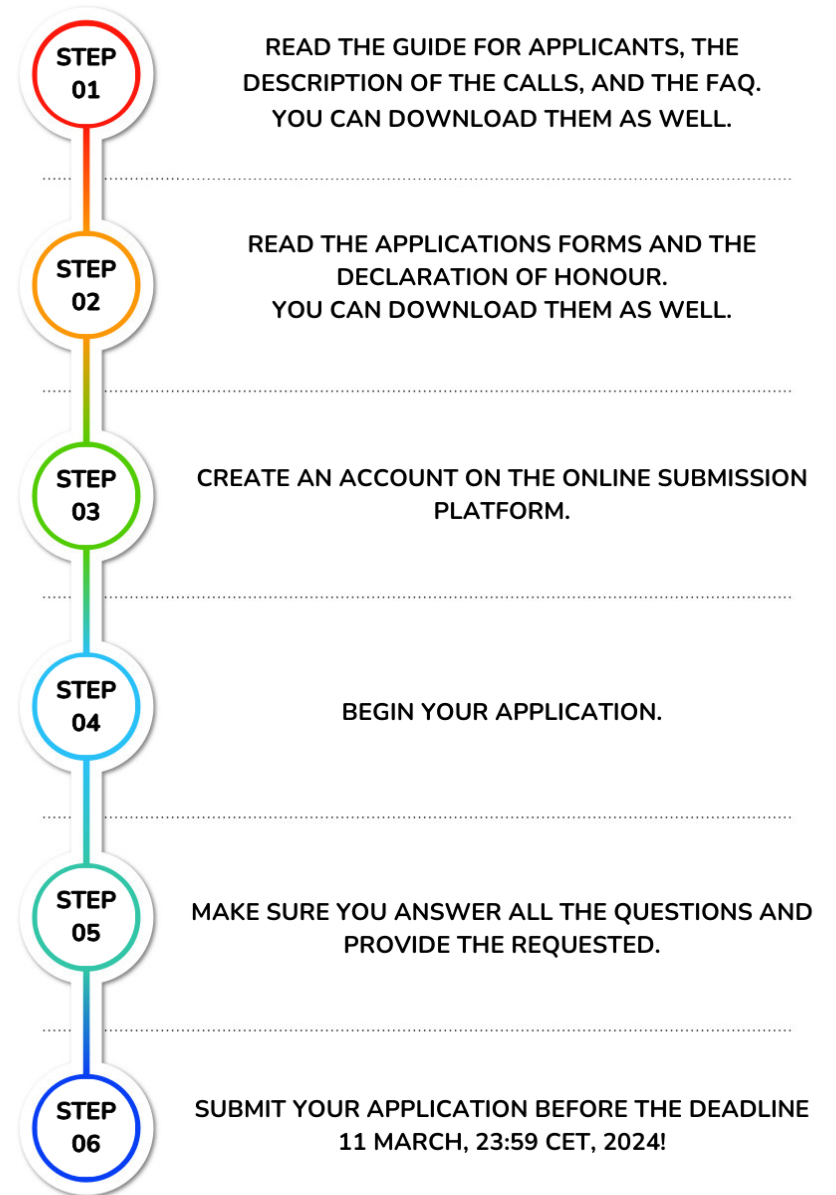 STEP
01
READ THE GUIDE FOR APPLICANTS, THE
DESCRIPTION OF THE CALLS, AND THE FAQ.
YOU CAN DOWNLOAD THEM AS WELL.
STEP
02
READ THE APPLICATIONS FORMS AND THE
DECLARATION OF HONOUR.
YOU CAN DOWNLOAD THEM AS WELL.
STEP
03
CREATE AN ACCOUNT ON THE ONLINE SUBMISSION
PLATFORM.
STEP
04
BEGIN YOUR APPLICATION.
STEP
05
MAKE SURE YOU ANSWER ALL THE QUESTIONS AND
PROVIDE THE REQUESTED.
STEP
06
SUBMIT YOUR APPLICATION BEFORE THE DEADLINE
11 MARCH, 23:59 CET, 2024!